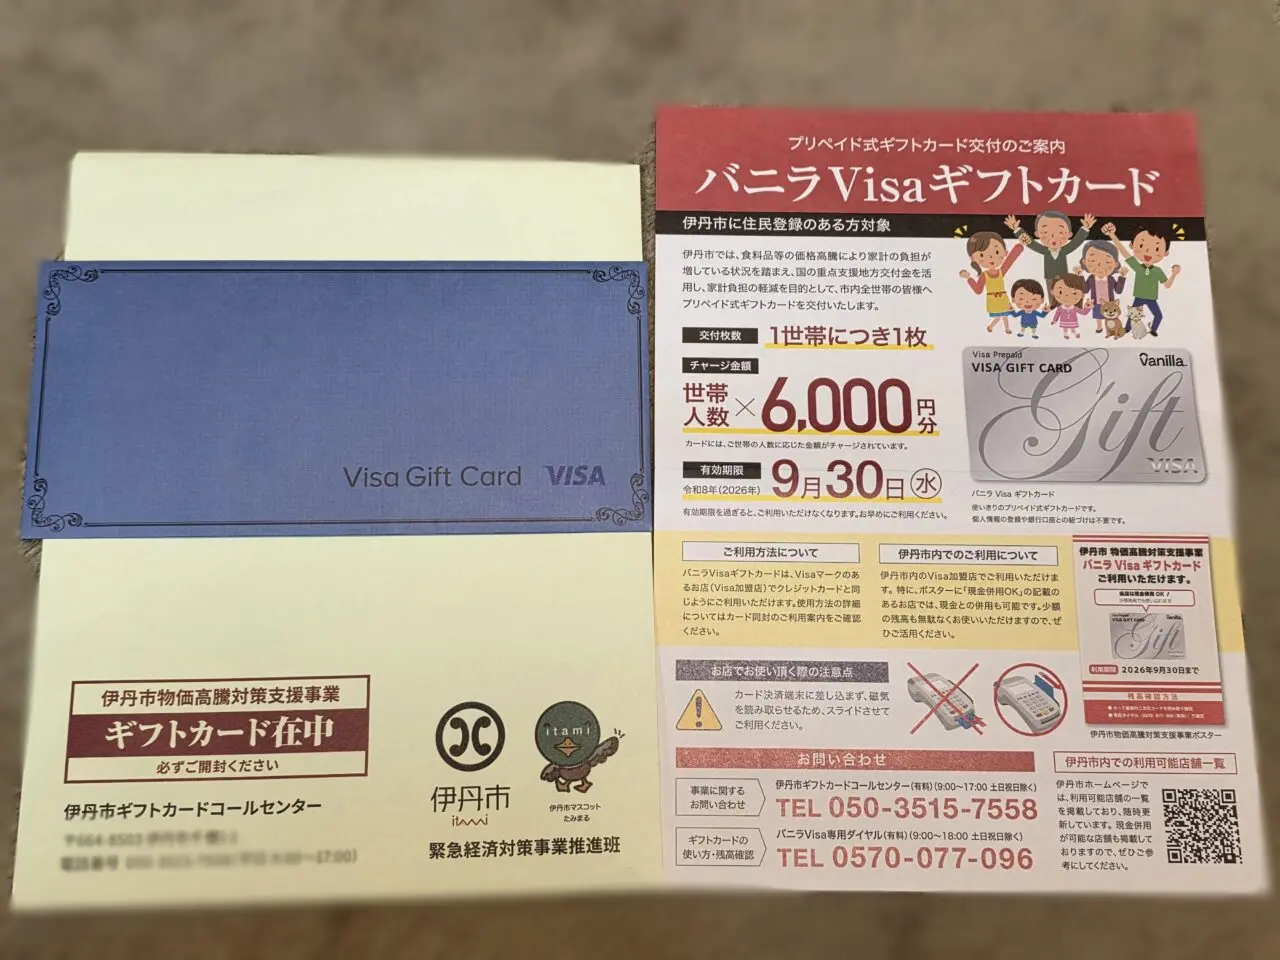 Visa Gift Card VISA
伊丹市物価高騰対策支援事業
ギフトカード在中
必ずご開封ください
伊丹市ギフトカードコールセンター
伊丹市
itami
itami
伊丹市マスコット
たみまる
緊急経済対策事業推進班
プリペイド式ギフトカード交付のご案内
バニラVisaギフトカード
伊丹市に住民登録のある方対象
伊丹市では、食料品等の価格高騰により家計の負担が
増している状況を踏まえ、国の重点支援地方交付金を活
用し、家計負担の軽減を目的として、市内全世帯の皆様へ
プリペイド式ギフトカードを交付いたします。
交付枚数 1世帯につき1枚
チャージ金額
世帯人数×6,000円分
カードには、ご世帯の人数に応じた金額がチャージされています。
有効期限
令和8年(2026年) 9月30日(水)
有効期限を過ぎると、ご利用いただけなくなります。お早めにご利用ください。
Visa Prepaid
VISA GIFT CARD
Vanilla
Gift
VISA
バニラ Visa ギフトカード
使いきりのプリペイド式ギフトカードです。
個人情報の登録や銀行口座との紐づけは不要です。
ご利用方法について
バニラVisaギフトカードは、Visaマークのあ
るお店(Visa加盟店)でクレジットカードと同
じようにご利用いただけます。使用方法の詳細
についてはカード同封のご利用案内をご確認
ください。
伊丹市内でのご利用について
伊丹市内のVisa加盟店でご利用いただけま
す。特に、ポスターに「現金併用OK」の記載の
あるお店では、現金との併用も可能です。少額
の残高も無駄なくお使いいただけますので、ぜ
ひご活用ください。
伊丹市 物価高騰対策支援事業
バニラ Visa ギフトカード
ご利用いただけます。
当店は現金併用 OK!
VISA GIFT CARD
Vanilla
Gift
利用期限 2026年9月30日まで
残高確認方法
伊丹市物価高騰対策支援事業ポスター
お店でお使い頂く際の注意点
カード決済端末に差し込まず、磁気
を読み取らせるため、スライドさせて
ご利用ください。
お問い合わせ
事業に関する
お問い合わせ
伊丹市ギフトカードコールセンター(有料)(9:00~17:00 土日祝日除く)
TEL 050-3515-7558
ギフトカードの
使い方・残高確認
バニラVisa専用ダイヤル(有料)(9:00~18:00 土日祝日除く)
TEL 0570-077-096
伊丹市内での利用可能店舗一覧
伊丹市ホームページで
は、利用可能店舗の一覧
を掲載しており、随時更
新しています。現金併用
が可能な店舗も掲載して
おりますので、ぜひご参
考にしてください。